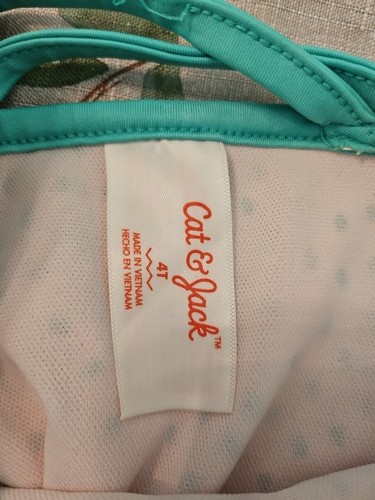 Cat & Jack™
4T
MADE IN VIETNAM
HECHO EN VIETNAM